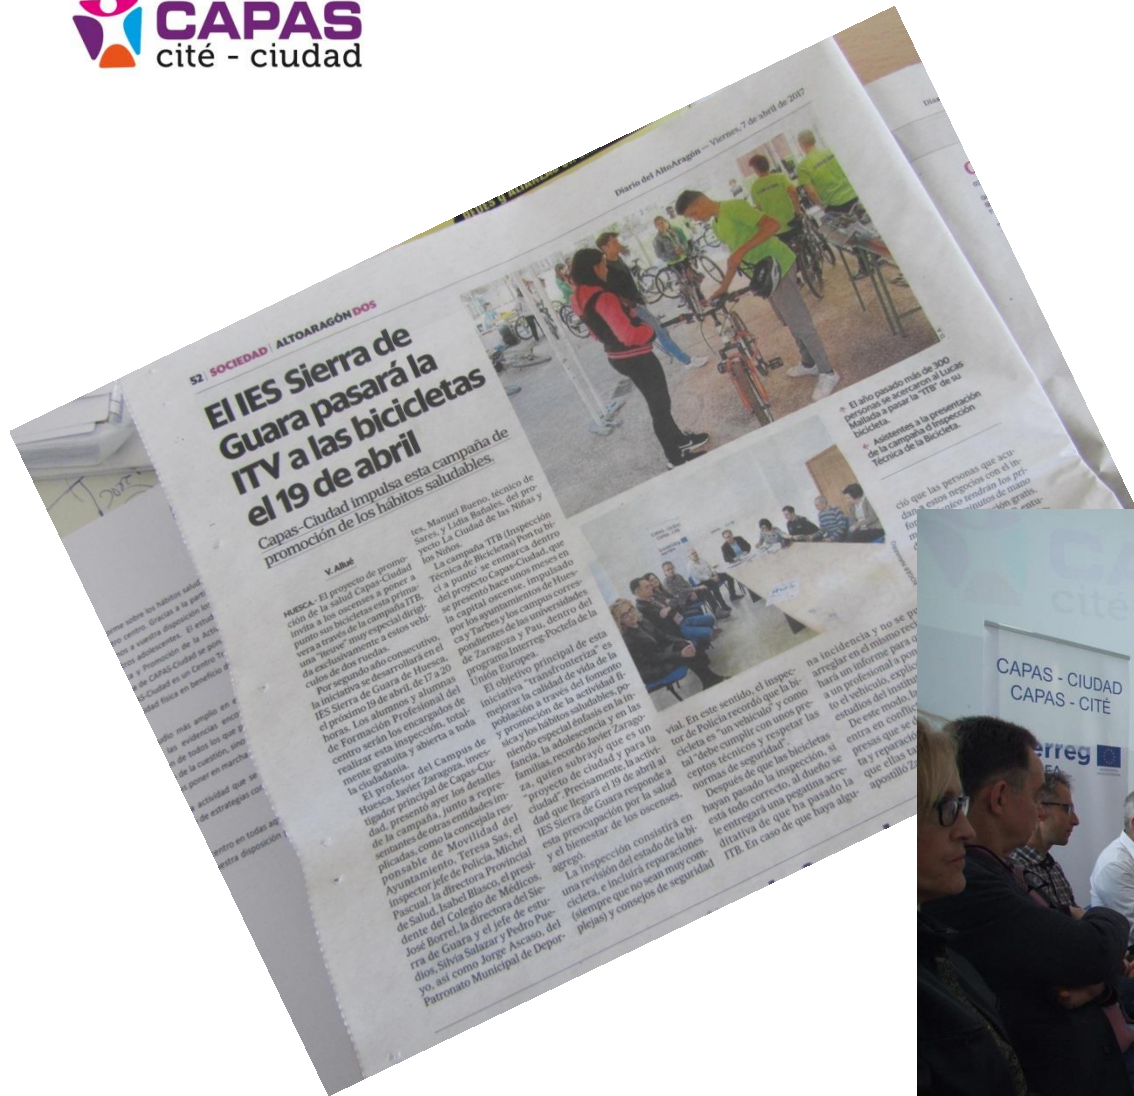 CAPAS
cité - ciudad
Diario del AltoAragón — Viernes, 7 de abril de 2017
52 | SOCIEDAD | ALTOARAGÓN DOS
El IES Sierra de
Guara pasará la
ITV a las bicicletas
el 19 de abril
Capas-Ciudad impulsa esta campaña de
promoción de los hábitos saludables.
V. Allué
HUESCA.- El proyecto de promo-
ción de la salud Capas-Ciudad
invita a los oscenses a poner a
punto sus bicicletas esta prima-
vera a través de la campaña ITB,
una "iteuve" muy especial dirigi-
da exclusivamente a estos vehí-
culos de dos ruedas.
Por segundo año consecutivo,
la iniciativa se desarrollará en el
IES Sierra de Guara de Huesca,
el próximo 19 de abril, de 17 a 20
horas. Los alumnos y alumnas
de Formación Profesional del
centro serán los encargados de
realizar esta inspección, total-
mente gratuita y abierta a toda
la ciudadanía.
El profesor del Campus de
Huesca, Javier Zaragoza, inves-
tigador principal de Capas-Ciu-
dad, presentó ayer los detalles
de la campaña, junto a repre-
sentantes de otras entidades im-
plicadas, como la concejala res-
ponsable de Movilidad del
Ayuntamiento, Teresa Sas, el
inspector jefe de Policía, Michel
Pascual, la directora Provincial
de Salud, Isabel Blasco, el presi-
dente del Colegio de Médicos,
José Borrel, la directora del Sie-
rra de Guara y el jefe de estu-
dios, Silvia Salazar y Pedro Pue-
yo, así como Jorge Ascaso, del
Patronato Municipal de Depor-
tes, Manuel Bueno, técnico de
Sares, y Lidia Bañales, del pro-
yecto La Ciudad de las Niñas y
los Niños.
La campaña 'ITB (Inspección
Técnica de Bicicletas) Pon tu bi-
ci a punto' se enmarca dentro
del proyecto Capas-Ciudad, que
se presentó hace unos meses en
la capital oscense, impulsado
por los ayuntamientos de Hues-
ca y Tarbes y los campus corres-
pondientes de las universidades
de Zaragoza y Pau, dentro del
programa Interreg-Poctefa de la
Unión Europea.
El objetivo principal de esta
iniciativa "transfronteriza" es
mejorar la calidad de vida de la
población a través del fomento
y promoción de la actividad fí-
sica y los hábitos saludables, po-
niendo especial énfasis en la in-
fancia, la adolescencia y en las
familias, recordó Javier Zarago-
za, quien subrayó que es un
"proyecto de ciudad y para la
ciudad". Precisamente, la activi-
dad que llegará el 19 de abril al
IES Sierra de Guara responde a
esta preocupación por la salud
y el bienestar de los oscenses,
agregó.
La inspección consistirá en
una revisión del estado de la bi-
cicleta, e incluirá reparaciones
(siempre que no sean muy com-
plejas) y consejos de seguridad
vial. En este sentido, el inspec-
tor de Policía recordó que la bi-
cicleta es "un vehículo" y como
tal "debe cumplir con unos pre-
ceptos técnicos y respetar las
normas de seguridad".
Después de que las bicicletas
hayan pasado la inspección, si
está todo correcto, al dueño se
le entregará una pegatina acre-
ditativa de que ha pasado la
ITB. En caso de que haya algu-
na incidencia y no se p
arreglar en el mismo
a un profesional
to el vehículo
De este modo,
+ El año pasado más de 300
personas se acercaron al Lucas
Mallada a pasar la "ITB" de su
bicicleta.
+ Asistentes a la presentación
de la campaña d Inspección
Técnica de la Bicicleta.
ció que las personas que acu-
dan a estos negocios con el in-
CAPAS - CIUDAD
CAPAS - CITÉ
erreg